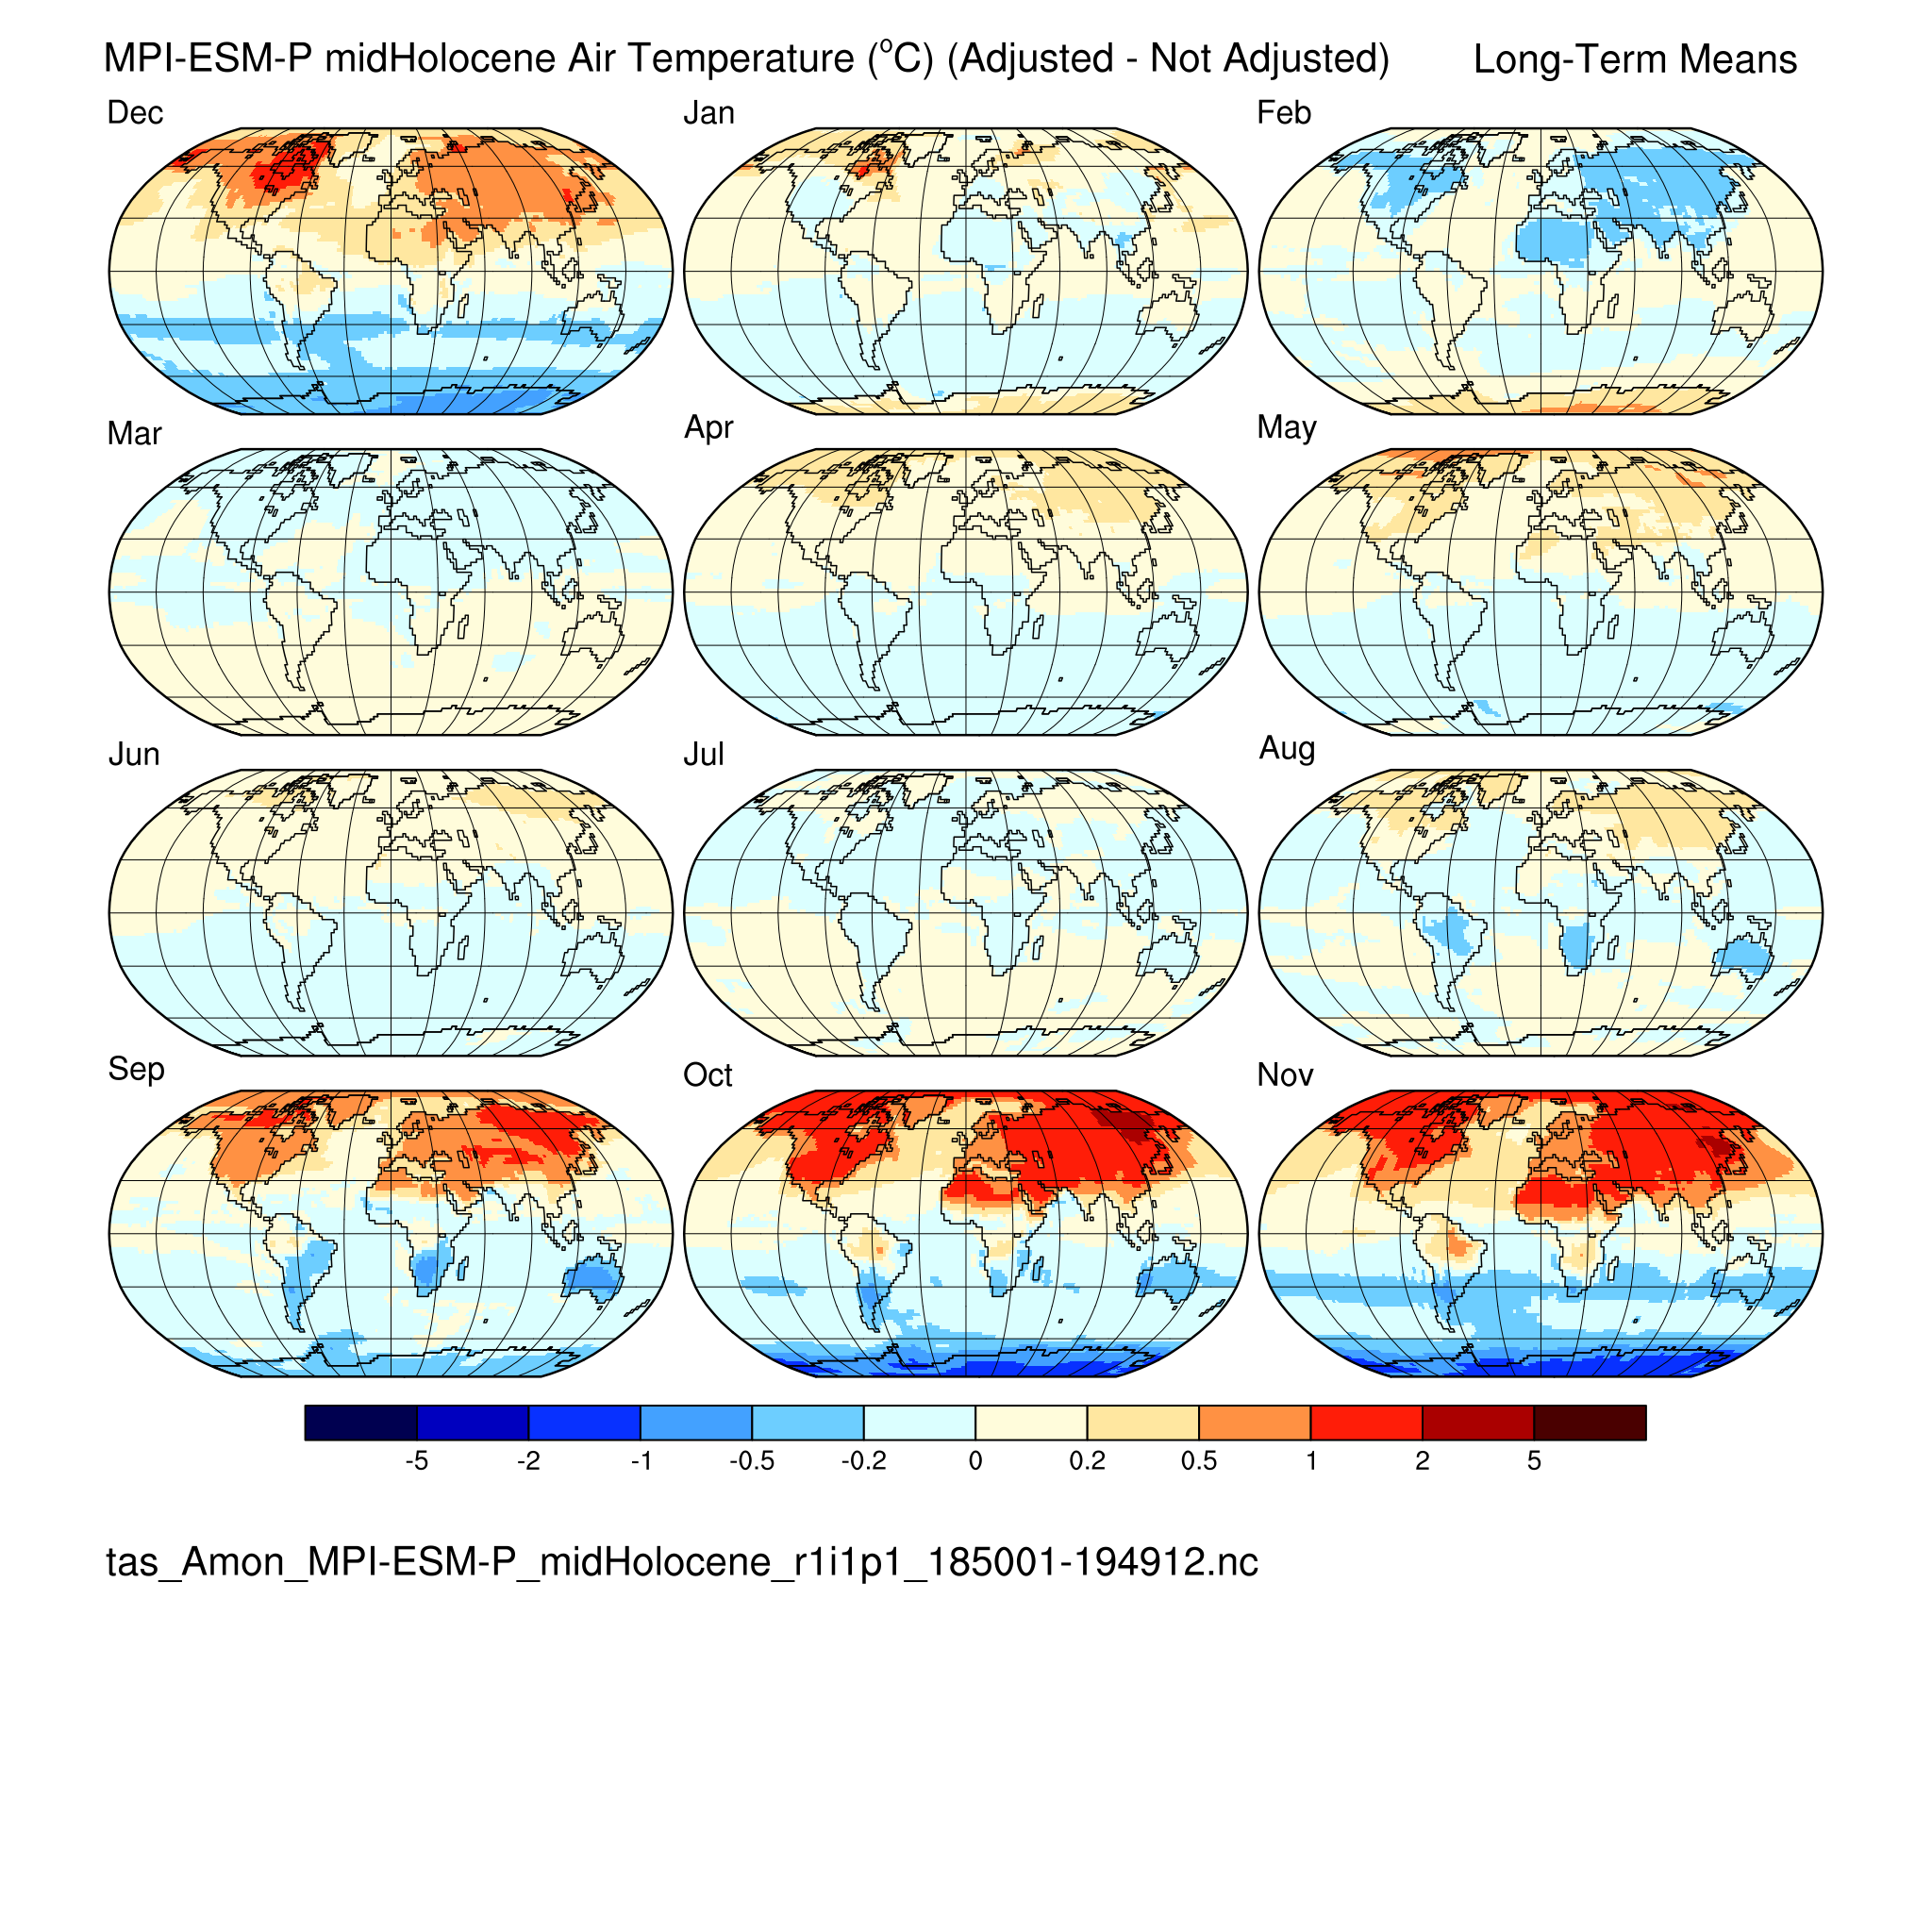 MPI-ESM-P midHolocene Air Temperature (°C) (Adjusted - Not Adjusted) Long-Term Means
Dec Jan Feb
Mar Apr May
Jun Jul Aug
Sep Oct Nov
-5 -2 -1 -0.5 -0.2 0 0.2 0.5 1 2 5
tas_Amon_MPI-ESM-P_midHolocene_r1i1p1_185001-194912.nc